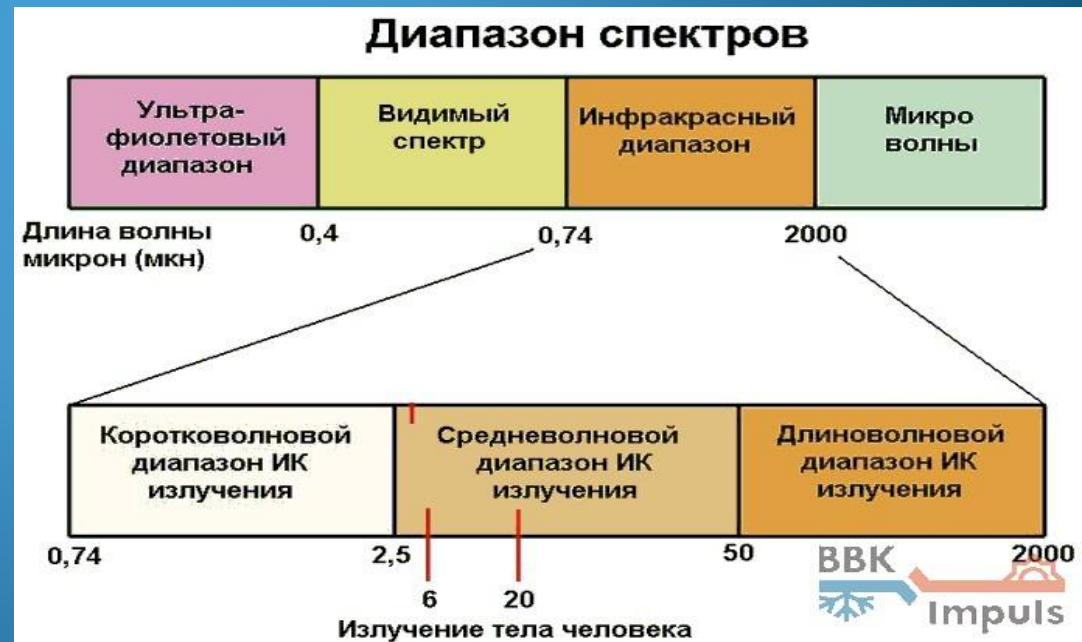 Диапазон спектров
Ультра-
фиолетовый
диапазон
Видимый
спектр
Инфракрасный
диапазон
Микро
волны
Длина волны
микрон (мкн)
0,4
0,74
2000
Коротковолновой
диапазон ИК
излучения
Средневолновой
диапазон ИК
излучения
Длиноволновой
диапазон ИК
излучения
0,74
2,5
50
2000
6
20
Излучение тела человека
BBK
Impuls